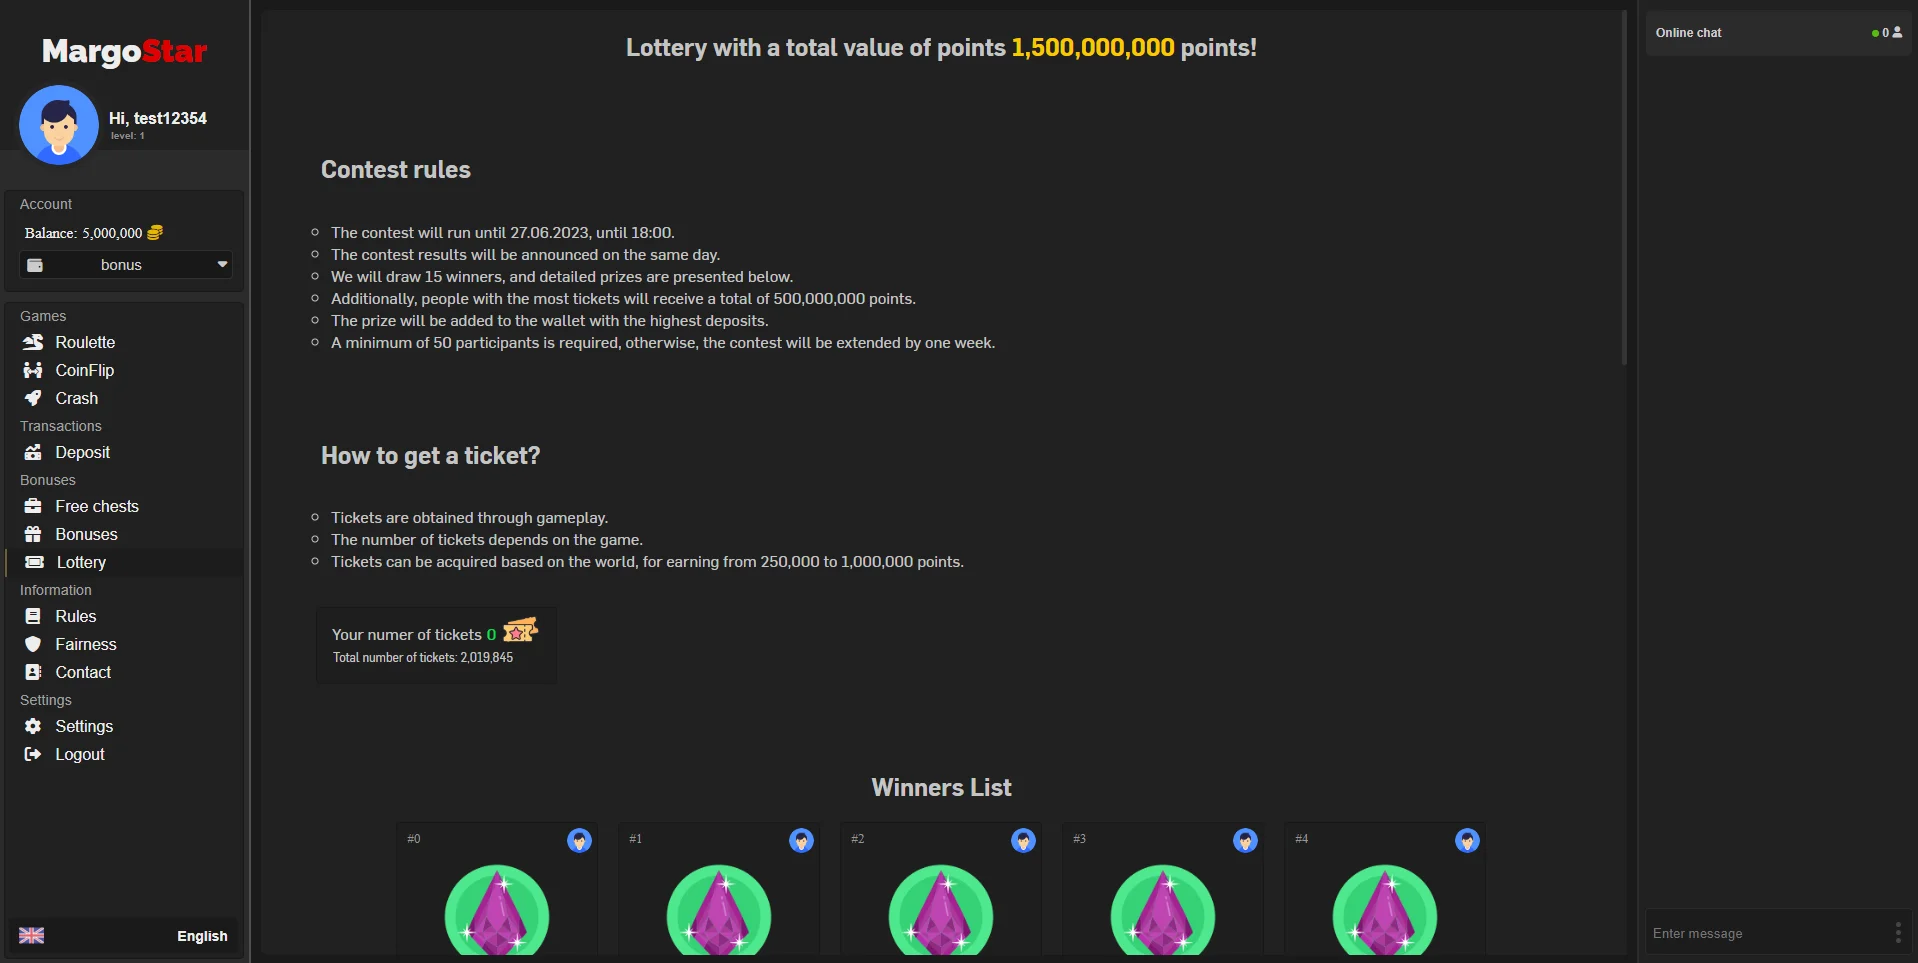 MargoStar
Hi, test12354
level: 1
Account
Balance: 5,000,000
bonus
Games
Roulette
CoinFlip
Crash
Transactions
Deposit
Bonuses
Free chests
Bonuses
Lottery
Information
Rules
Fairness
Contact
Settings
Settings
Logout
English
Lottery with a total value of points 1,500,000,000 points!
Contest rules
The contest will run until 27.06.2023, until 18:00.
The contest results will be announced on the same day.
We will draw 15 winners, and detailed prizes are presented below.
Additionally, people with the most tickets will receive a total of 500,000,000 points.
The prize will be added to the wallet with the highest deposits.
A minimum of 50 participants is required, otherwise, the contest will be extended by one week.
How to get a ticket?
Tickets are obtained through gameplay.
The number of tickets depends on the game.
Tickets can be acquired based on the world, for earning from 250,000 to 1,000,000 points.
Your numer of tickets 0
Total number of tickets: 2,019,845
Winners List
#0
#1
#2
#3
#4
Online chat
0
Enter message